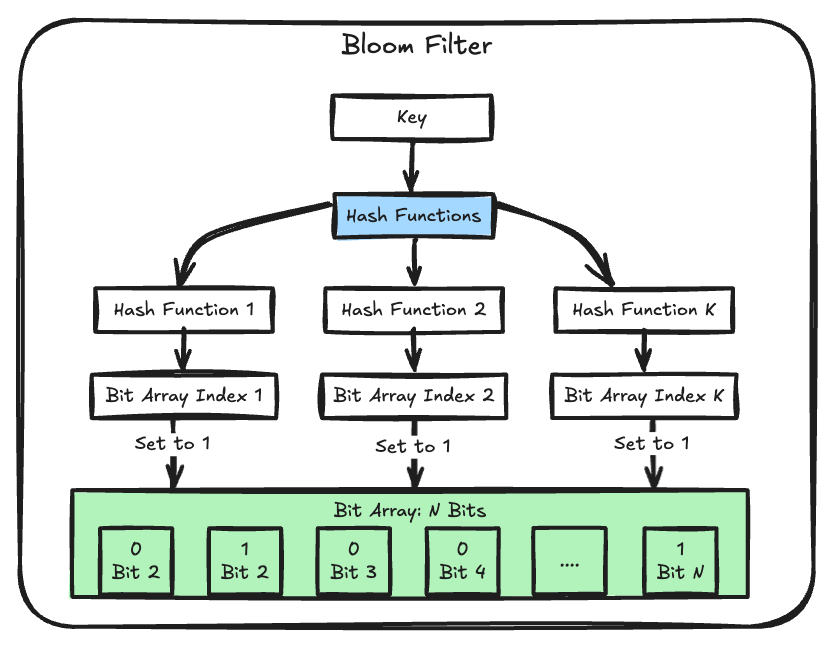 Bloom Filter
Key
Hash Functions
Hash Function 1
Hash Function 2
Hash Function K
Bit Array Index 1
Bit Array Index 2
Bit Array Index K
Set to 1
Set to 1
Set to 1
Bit Array: N Bits
0
Bit 2
1
Bit 2
0
Bit 3
0
Bit 4
....
1
Bit N